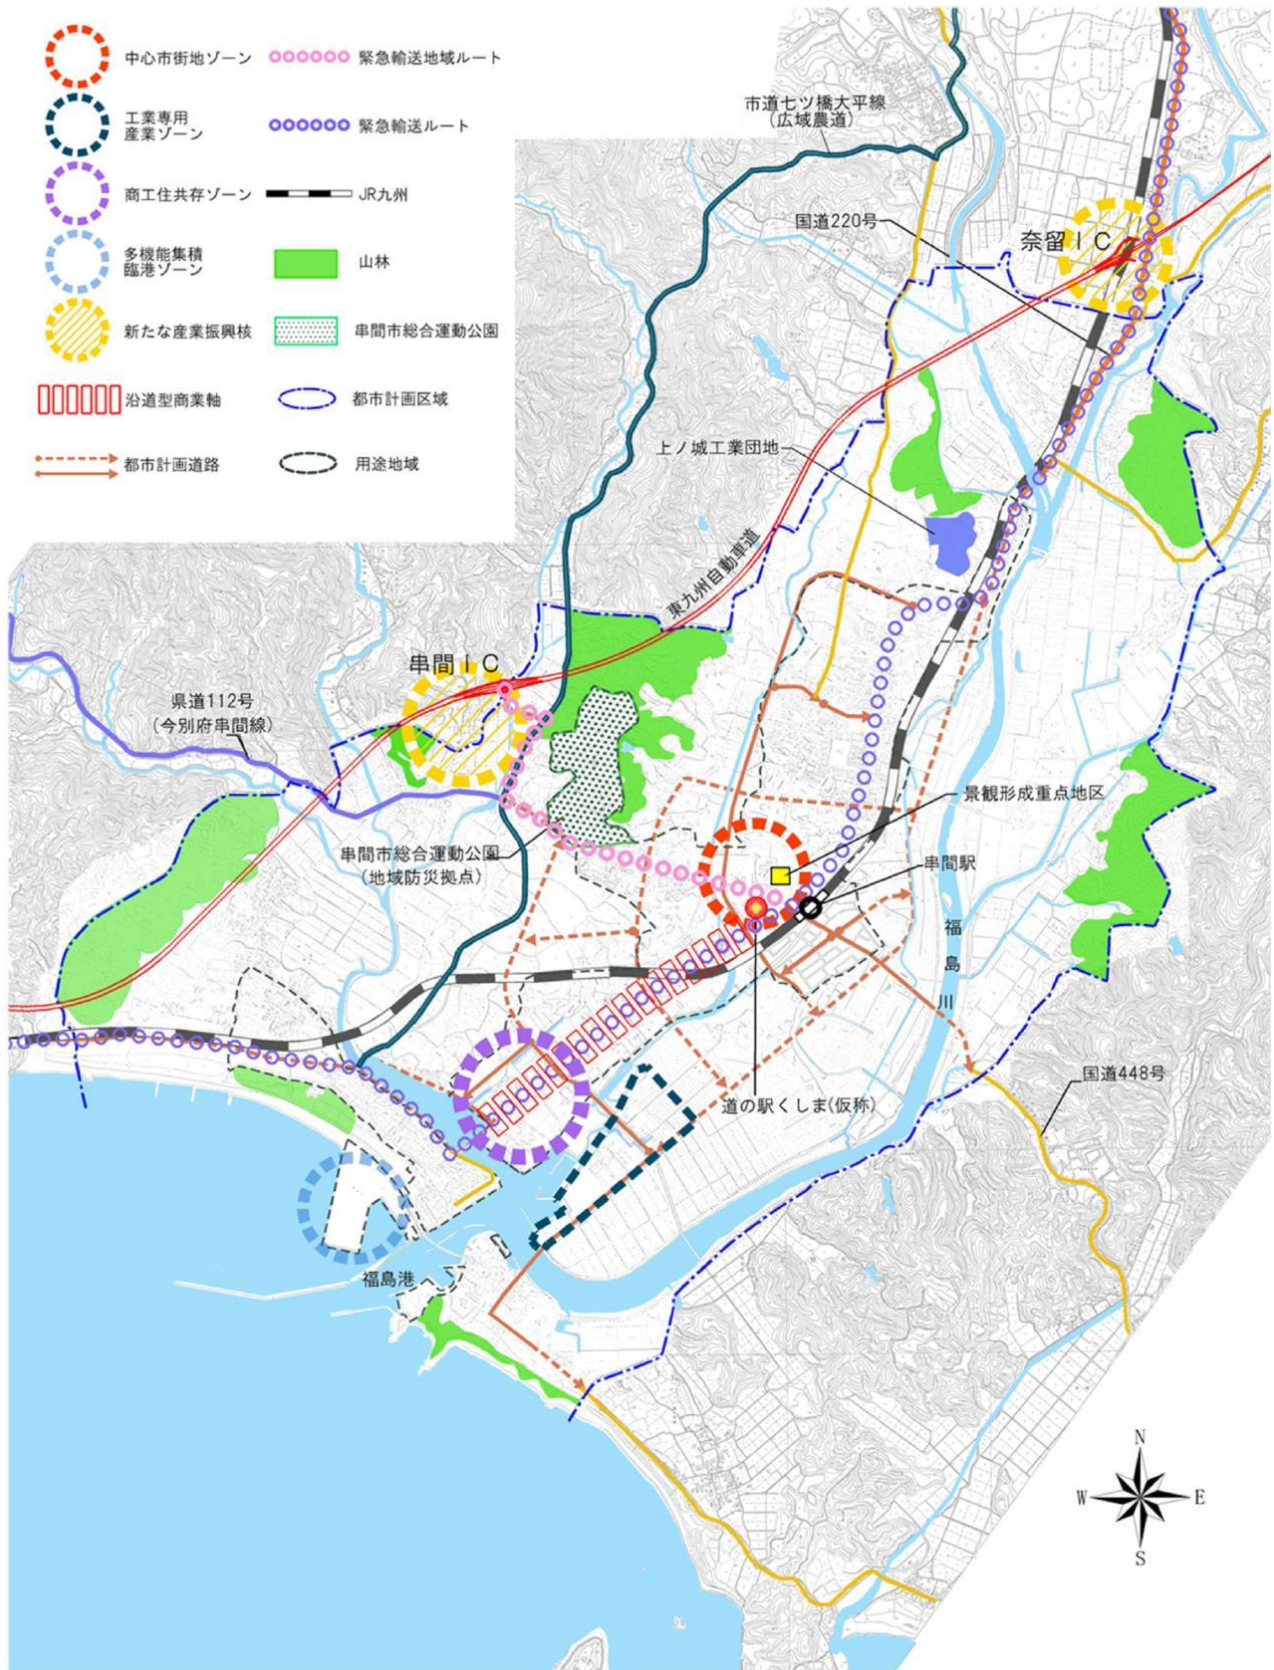 中心市街地ゾーン
緊急輸送地域ルート
工業専用
産業ゾーン
緊急輸送ルート
商工住共存ゾーン
JR九州
多機能集積
臨港ゾーン
山林
新たな産業振興核
串間市総合運動公園
沿道型商業軸
都市計画区域
都市計画道路
用途地域
市道七ツ橋大平線
(広域農道)
国道220号
奈留IC
上ノ城工業団地
東九州自動車道
串間IC
県道112号
(今別府串間線)
景観形成重点地区
串間市総合運動公園
(地域防災拠点)
串間駅
福島川
国道448号
道の駅くしま(仮称)
福島港
N
W
E
S